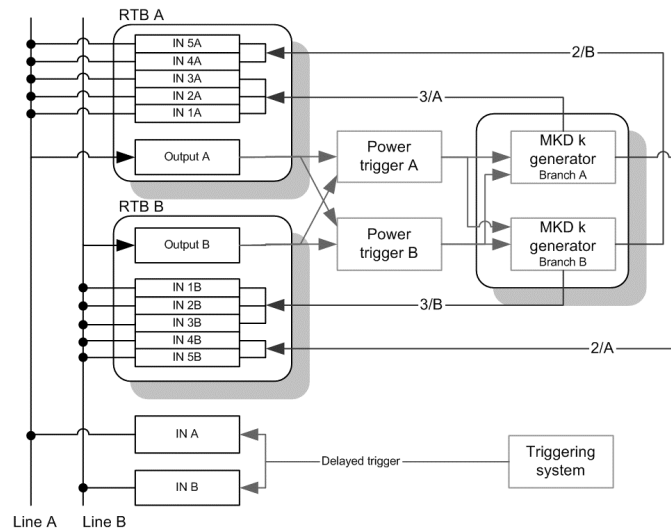 RTB A
IN 5A
IN 4A
IN 3A
IN 2A
IN 1A
Output A
2/B
3/A
Power
trigger A
MKD k
generator
Branch A
RTB B
Output B
Power
trigger B
MKD k
generator
Branch B
IN 1B
IN 2B
IN 3B
IN 4B
IN 5B
3/B
2/A
IN A
IN B
Delayed trigger
Triggering
system
Line A
Line B